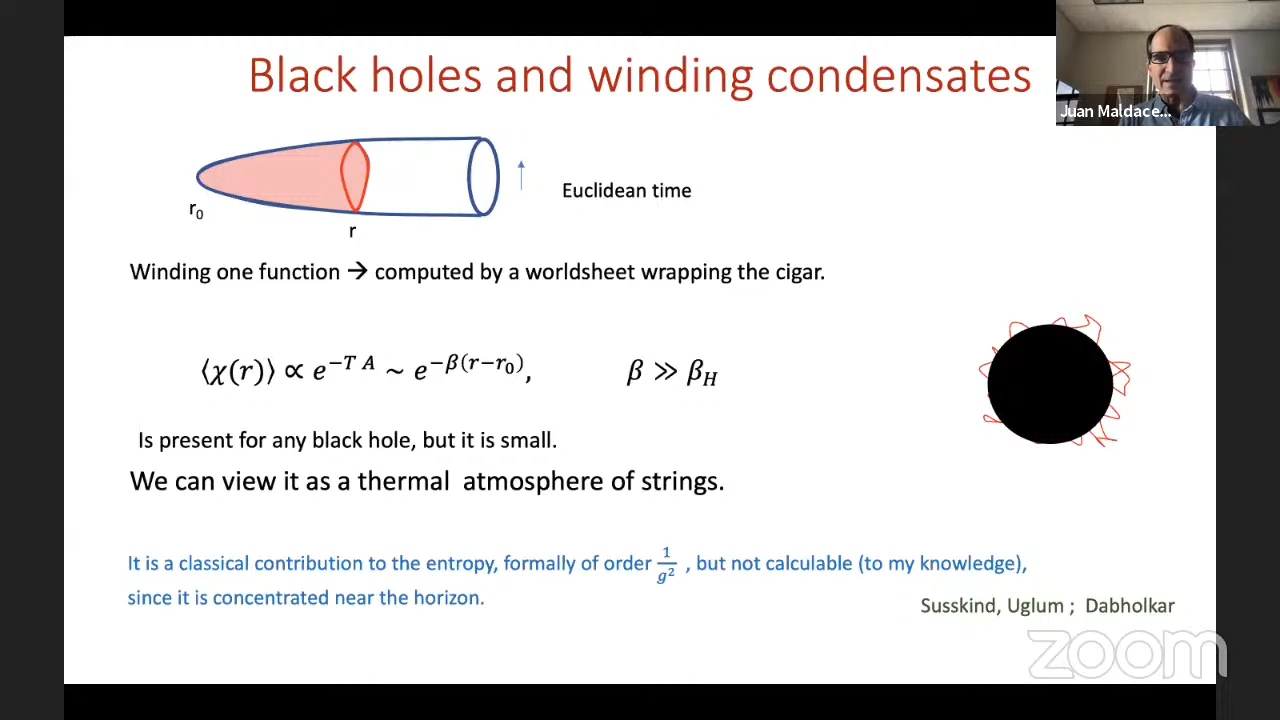 Black holes and winding condensates
Juan Maldace...
Euclidean time
r₀
r
Winding one function → computed by a worksheet wrapping the cigar.
⟨χ(r)⟩ ∝ e^{−T A} ~ e^{−β(r−r₀)}, β ≫ β_H
Is present for any black hole, but it is small.
We can view it as a thermal atmosphere of strings.
It is a classical contribution to the entropy, formally of order 1/g², but not calculable (to my knowledge),
since it is concentrated near the horizon.
Susskind, Uglum ; Dabholkar
zoom